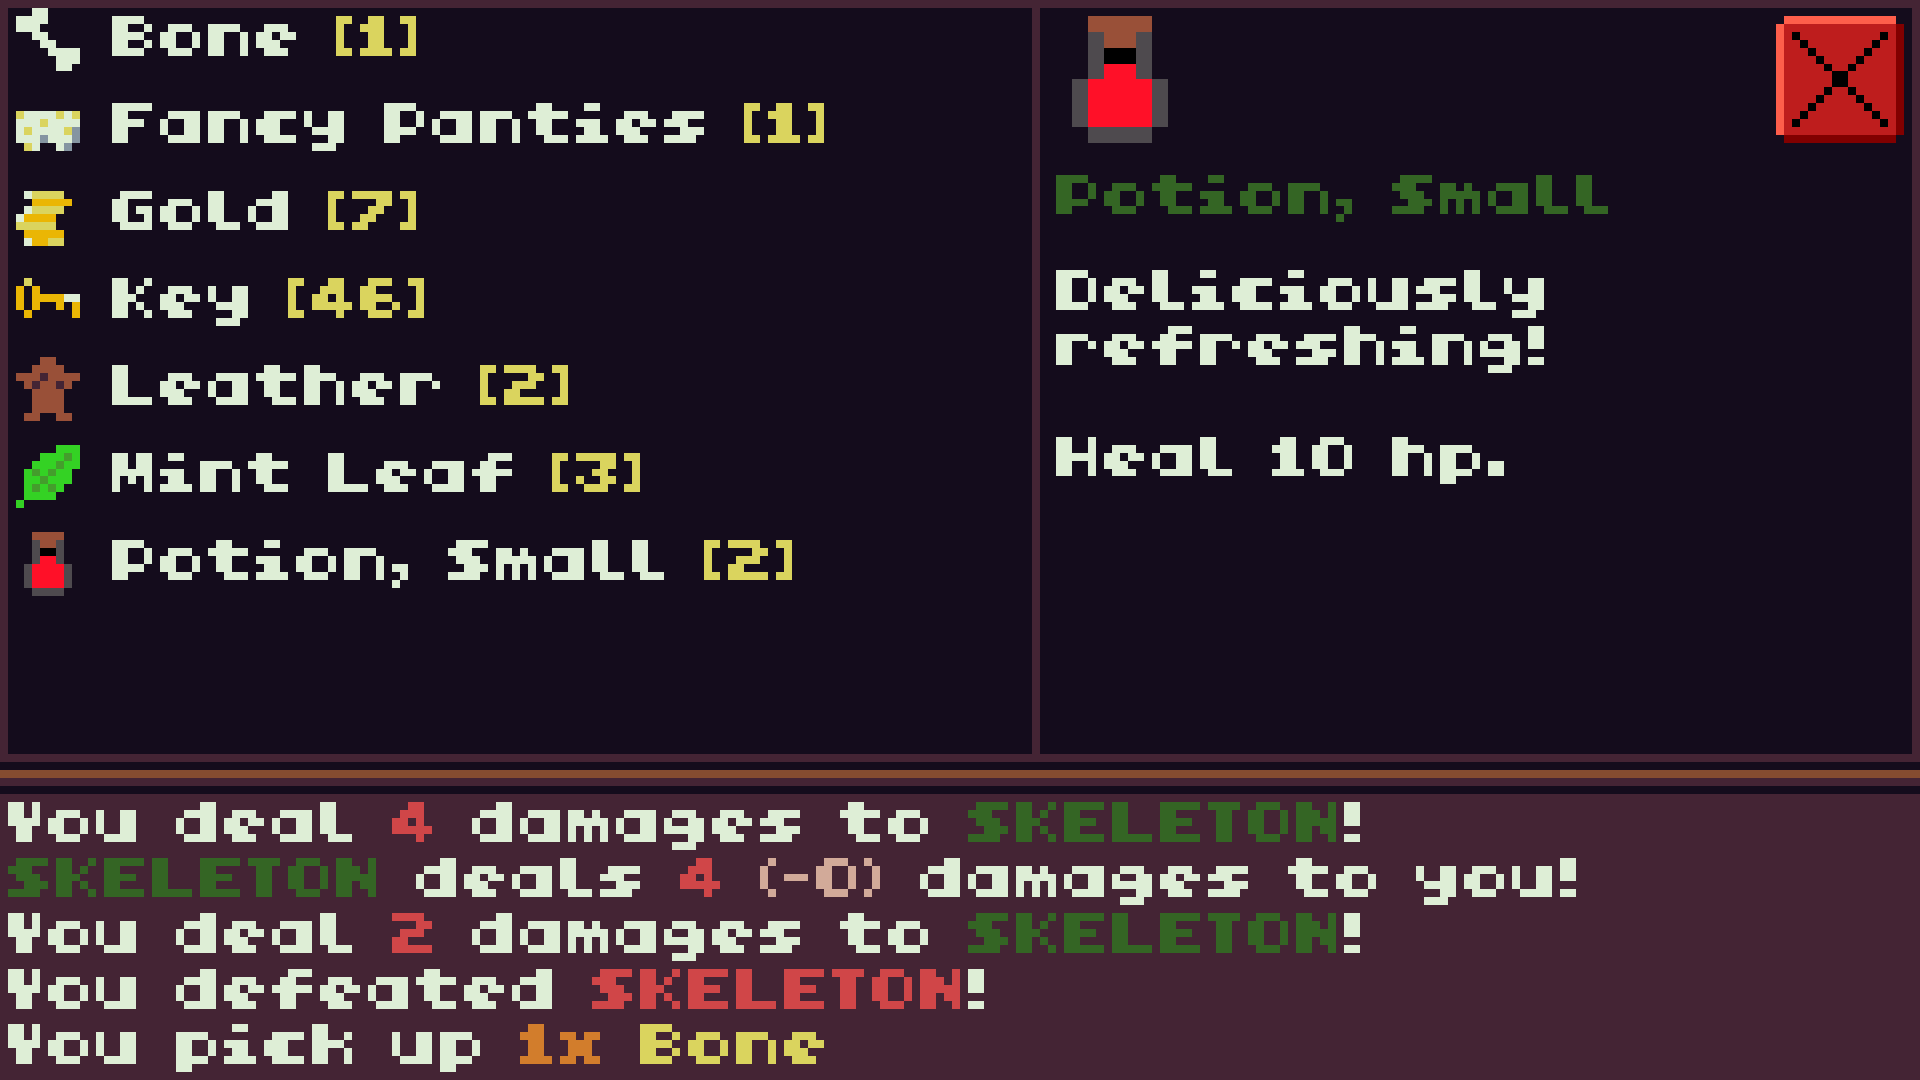 Bone [1]
Fancy Panties [1]
Gold [7]
Key [46]
Leather [2]
Mint Leaf [3]
Potion, Small [2]
Potion, Small
Deliciously
refreshing!
Heal 10 hp.
You deal 4 damages to SKELETON!
SKELETON deals 4 (-0) damages to you!
You deal 2 damages to SKELETON!
You defeated SKELETON!
You pick up 1x Bone